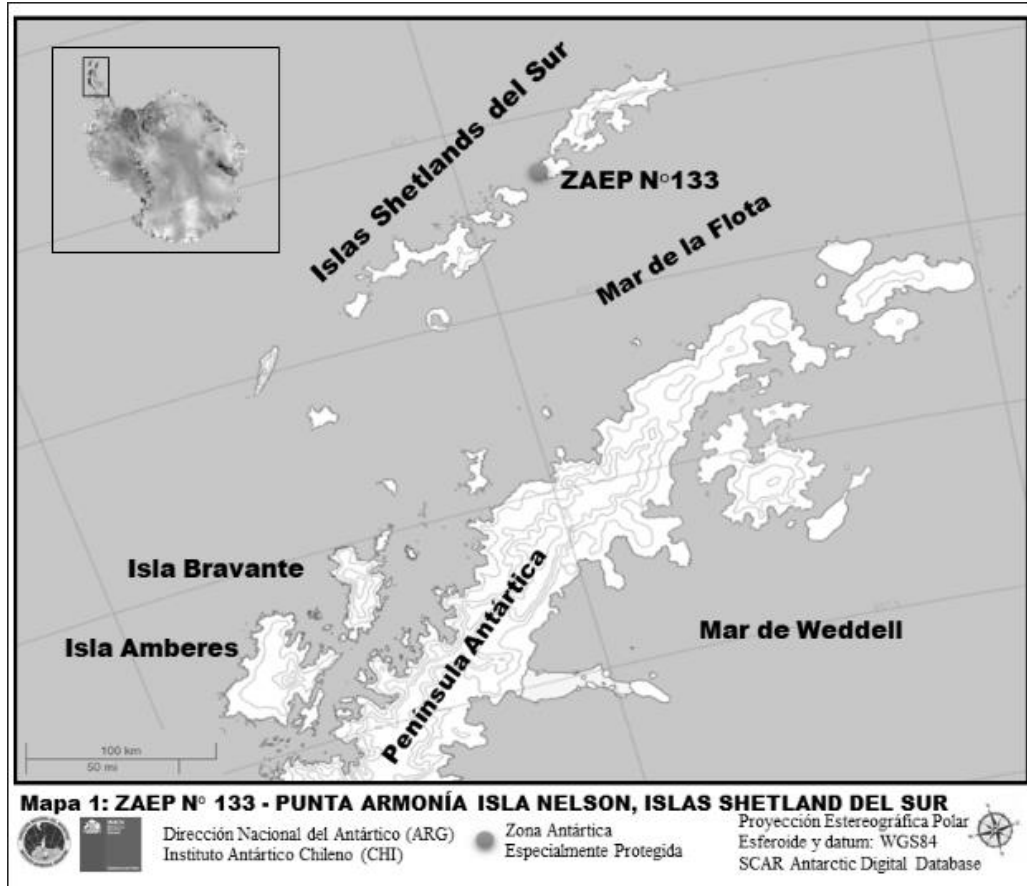 Islas Shetlands del Sur
ZAEP N°133
Mar de la Flota
Isla Bravante
Isla Amberes
Península Antártica
Mar de Weddell
100 km
50 mi
Mapa 1: ZAEP N° 133 - PUNTA ARMONÍA ISLA NELSON, ISLAS SHETLAND DEL SUR
Dirección Nacional del Antártico (ARG)
Instituto Antártico Chileno (CHI)
Zona Antártica
Especialmente Protegida
Proyección Estereográfica Polar
Esferoide y datum: WGS84
SCAR Antarctic Digital Database